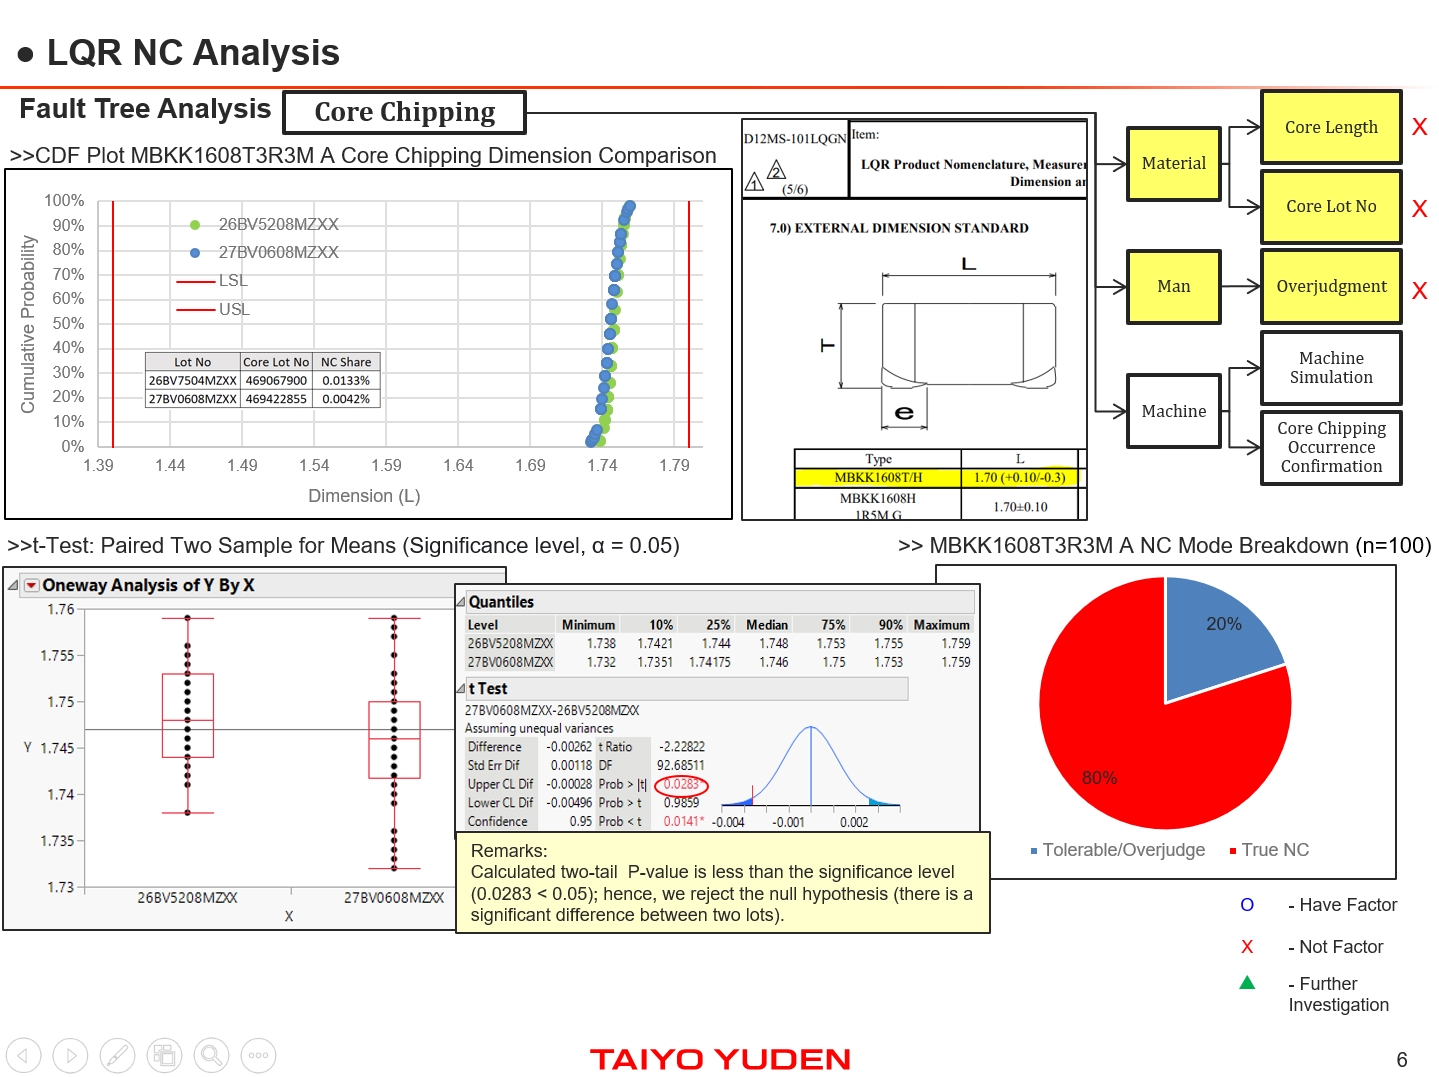 ● LQR NC Analysis
Fault Tree Analysis
Core Chipping
>>CDF Plot MBKK1608T3R3M A Core Chipping Dimension Comparison
Cumulative Probability
100%
90%
80%
70%
60%
50%
40%
30%
20%
10%
0%
26BV5208MZXX
27BV0608MZXX
LSL
USL
Lot No Core Lot No NC Share
26BV7504MZXX 469067900 0.0133%
27BV0608MZXX 469422855 0.0042%
1.39 1.44 1.49 1.54 1.59 1.64 1.69 1.74 1.79
Dimension (L)
D12MS-101LQGN
1 2
(5/6)
Item:
LQR Product Nomenclature, Measurer
Dimension ar
7.0) EXTERNAL DIMENSION STANDARD
L
T
e
Type L
MBKK1608T/H 1.70 (+0.10/-0.3)
MBKK1608H
1R5M G
1.70±0.10
Material
Core Length
X
Core Lot No
X
Man
Overjudgment
X
Machine
Machine
Simulation
Core Chipping
Occurrence
Confirmation
>>t-Test: Paired Two Sample for Means (Significance level, α = 0.05)
Oneway Analysis of Y By X
1.76
1.755
1.75
1.745
1.74
1.735
1.73
Y
26BV5208MZXX 27BV0608MZXX
X
Quantiles
Level Minimum 10% 25% Median 75% 90% Maximum
26BV5208MZXX 1.738 1.7421 1.744 1.748 1.753 1.755 1.759
27BV0608MZXX 1.732 1.7351 1.74175 1.746 1.75 1.753 1.759
t Test
27BV0608MZXX-26BV5208MZXX
Assuming unequal variances
Difference -0.00262 t Ratio -2.22822
Std Err Dif 0.00118 DF 92.68511
Upper CL Dif -0.00028 Prob > |t| 0.0283*
Lower CL Dif -0.00496 Prob > t 0.9859
Confidence 0.95 Prob < t 0.0141*
-0.004 -0.001 0.002
Remarks:
Calculated two-tail P-value is less than the significance level
(0.0283 < 0.05); hence, we reject the null hypothesis (there is a
significant difference between two lots).
>> MBKK1608T3R3M A NC Mode Breakdown (n=100)
20%
80%
Tolerable/Overjudge True NC
O - Have Factor
X - Not Factor
- Further
Investigation
TAIYO YUDEN
6